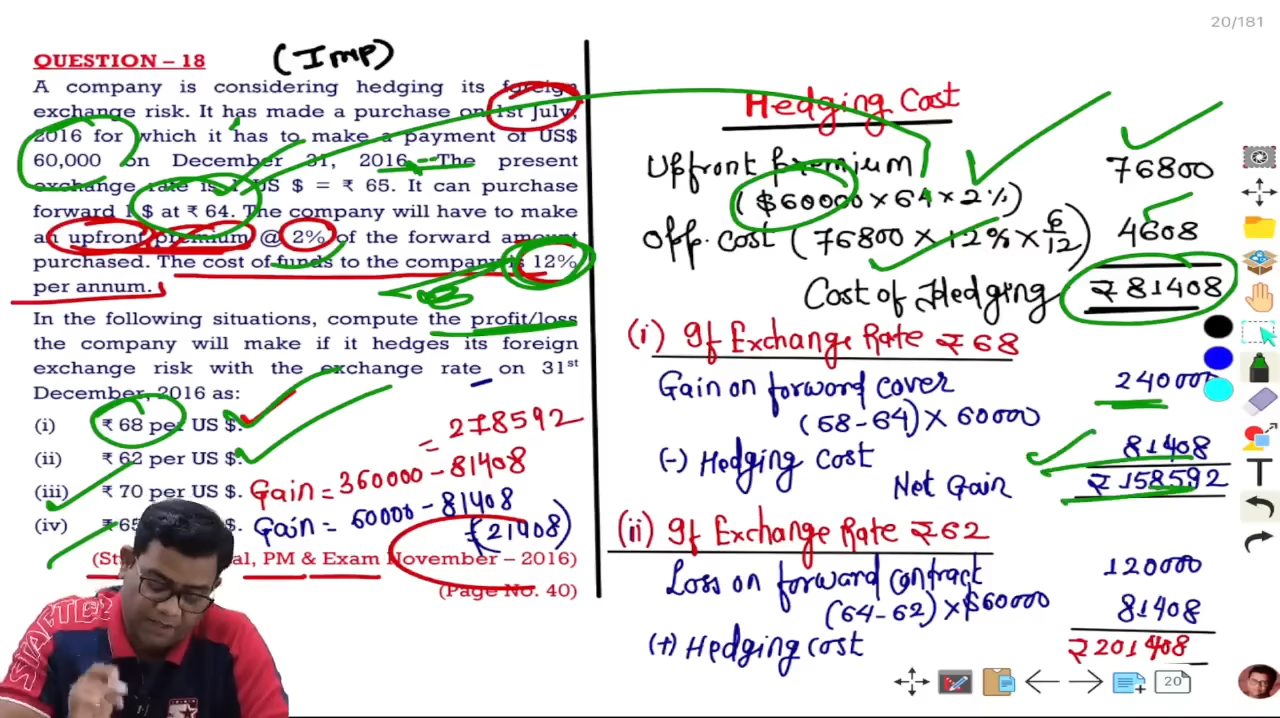 20/181
QUESTION – 18 (Imp)
A company is considering hedging its foreign
exchange risk. It has made a purchase on 1st July,
2016 for which it has to make a payment of US$
60,000 on December 31, 2016. The present
exchange rate is 1 US $ = ₹ 65. It can purchase
forward 1 $ at ₹ 64. The company will have to make
an upfront premium @ 2% of the forward amount
purchased. The cost of funds to the company is 12%
per annum.
In the following situations, compute the profit/loss
the company will make if it hedges its foreign
exchange risk with the exchange rate on 31st
December, 2016 as:
(i) ₹ 68 per US $.
(ii) ₹ 62 per US $.
(iii) ₹ 70 per US $.
(iv) ₹ 65 $.
= 278592
Gain = 360000 – 81408
Gain = 60000 – 81408
= (21408)
PM & Exam November – 2016)
(Page No. 40)
Hedging Cost
Upfront Premium 76800
($60000 × 64 × 2%)
Opp. Cost (76800 × 12% × 6/12) 4608
Cost of Hedging ₹ 81408
(i) If Exchange Rate ₹ 68
Gain on forward cover 240000
(68 – 64) × 60000
(-) Hedging Cost 81408
Net Gain ₹ 158592
(ii) If Exchange Rate ₹ 62
Loss on forward contract 120000
(64 – 62) × $60000 81408
(+) Hedging cost ₹ 201408
20
START